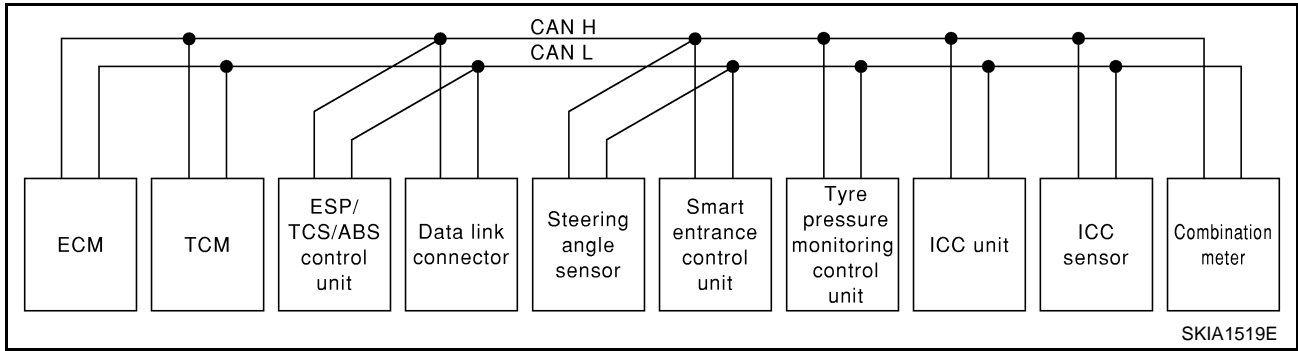 CAN H
CAN L
ECM
TCM
ESP/
TCS/ABS
control
unit
Data link
connector
Steering
angle
sensor
Smart
entrance
control
unit
Tyre
pressure
monitoring
control
unit
ICC unit
ICC
sensor
Combination
meter
SKIA1519E